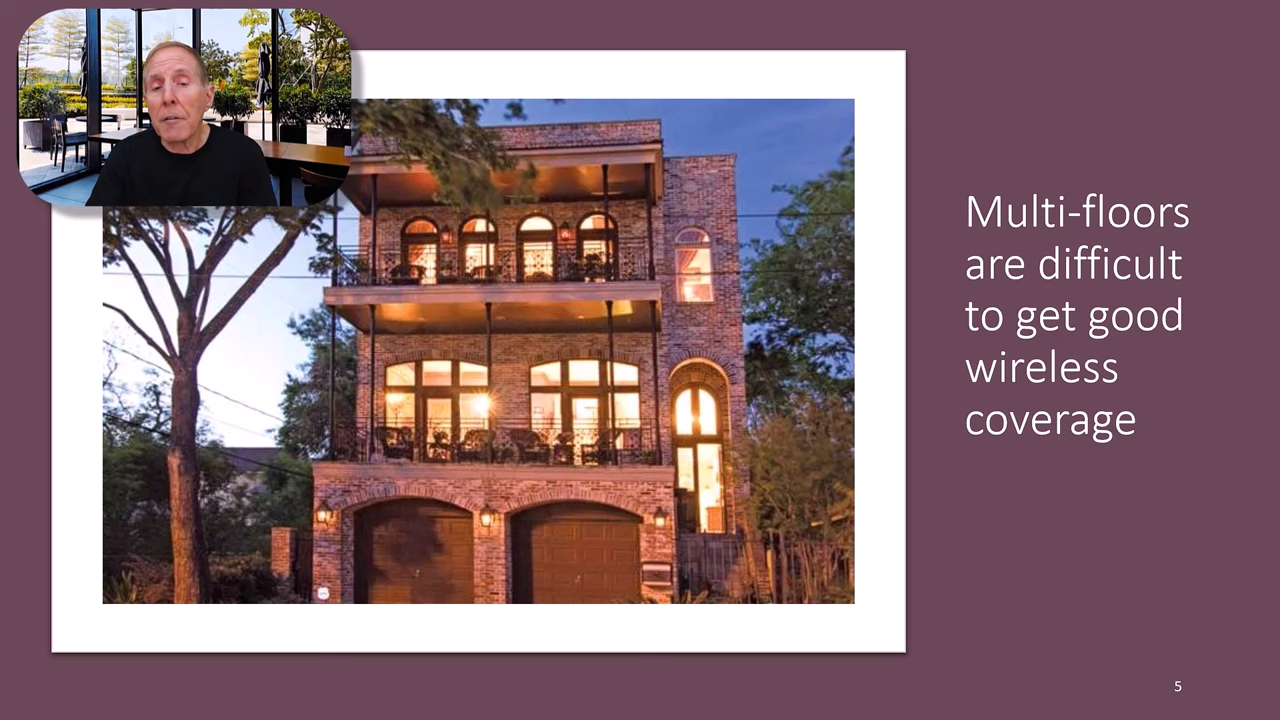 Multi-floors
are difficult
to get good
wireless
coverage
5